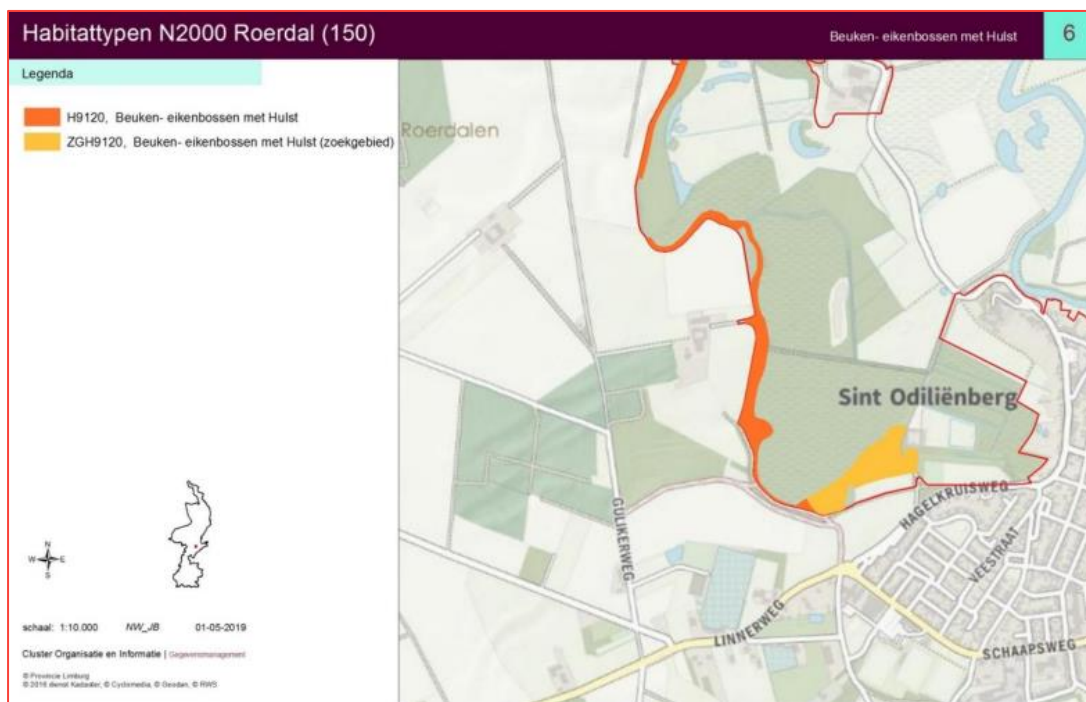 Habitattypen N2000 Roerdal (150)
Beuken- eikenbossen met Hulst
6
Legenda
H9120, Beuken- eikenbossen met Hulst
ZGH9120, Beuken- eikenbossen met Hulst (zoekgebied)
Roerdalen
Sint Odiliënberg
HAGELKRUISWEG
GULIKERWEG
NEESTRAAT
LINNERWEG
SCHAAPSWEG
N
W E
S
schaal: 1:10.000 NW_JB 01-05-2019
Cluster Organisatie en Informatie | Gegevensmanagement
© Provincie Limburg
© 2016 dienst Kadaster, © Cyclomedia, © Geodan, © RWS